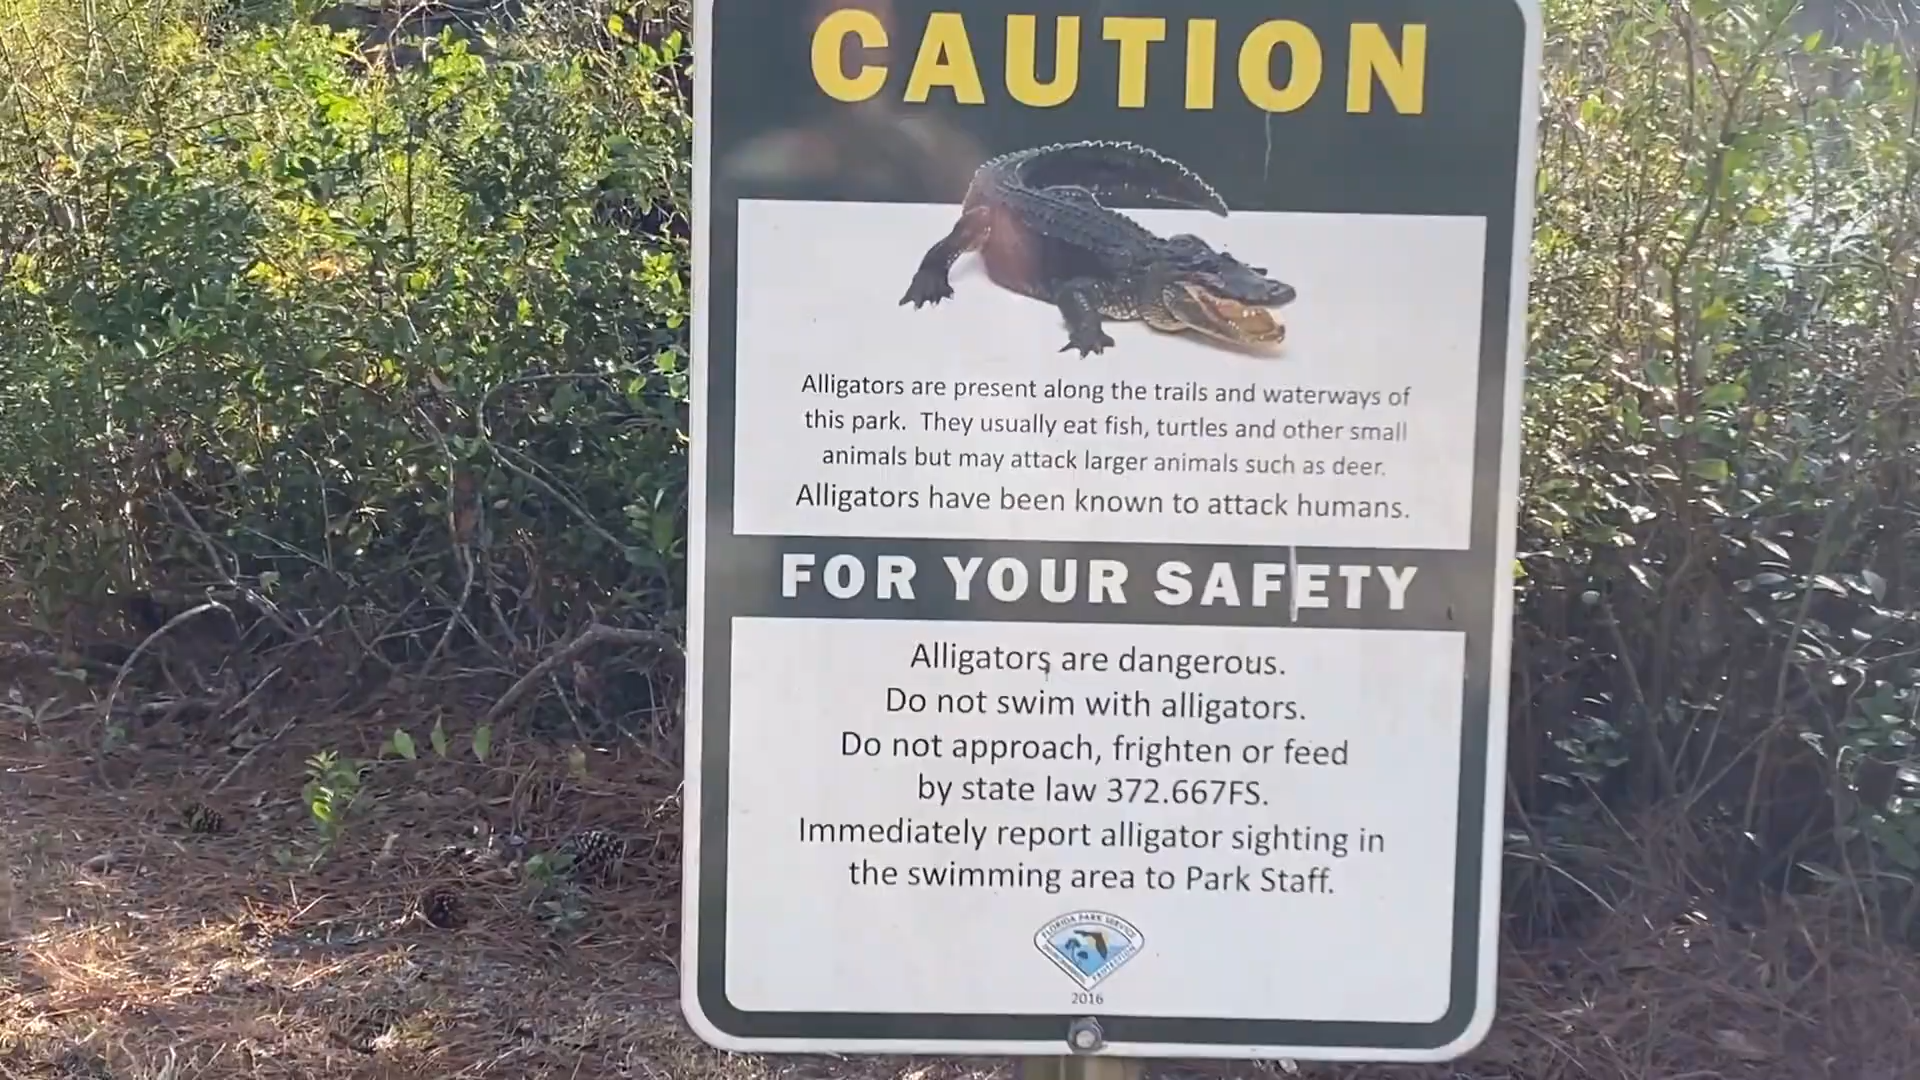 CAUTION
Alligators are present along the trails and waterways of
this park. They usually eat fish, turtles and other small
animals but may attack larger animals such as deer.
Alligators have been known to attack humans.
FOR YOUR SAFETY
Alligators are dangerous.
Do not swim with alligators.
Do not approach, frighten or feed
by state law 372.667FS.
Immediately report alligator sighting in
the swimming area to Park Staff.
FLORIDA PARK SERVICE
2016